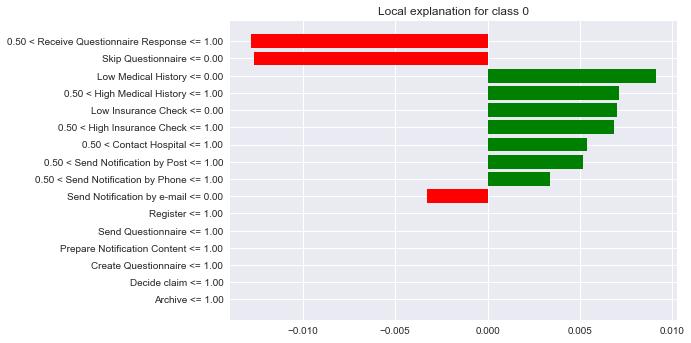 Local explanation for class 0
0.50 < Receive Questionnaire Response <= 1.00
Skip Questionnaire <= 0.00
Low Medical History <= 0.00
0.50 < High Medical History <= 1.00
Low Insurance Check <= 0.00
0.50 < High Insurance Check <= 1.00
0.50 < Contact Hospital <= 1.00
0.50 < Send Notification by Post <= 1.00
0.50 < Send Notification by Phone <= 1.00
Send Notification by e-mail <= 0.00
Register <= 1.00
Send Questionnaire <= 1.00
Prepare Notification Content <= 1.00
Create Questionnaire <= 1.00
Decide claim <= 1.00
Archive <= 1.00
−0.010 −0.005 0.000 0.005 0.010